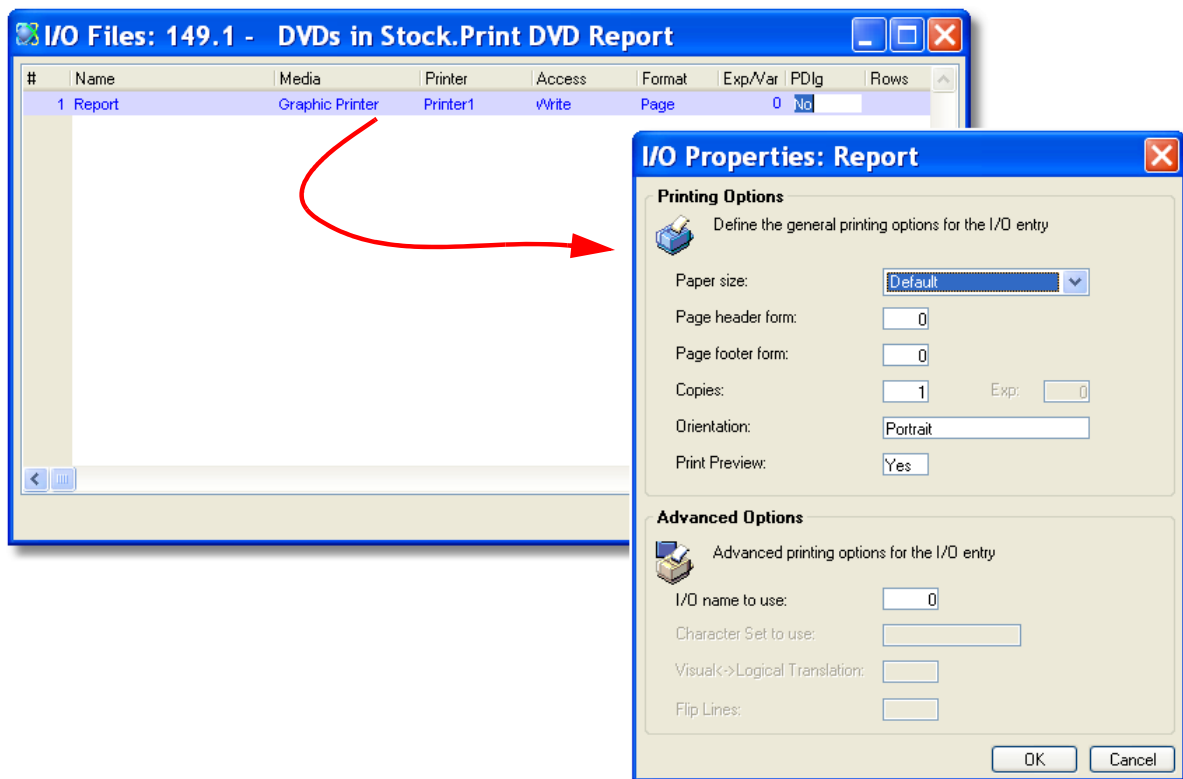 I/O Files: 149.1 - DVDs in Stock.Print DVD Report
# Name Media Printer Access Format Exp/Var PDlg Rows
1 Report Graphic Printer Printer1 Write Page 0 No
I/O Properties: Report
Printing Options
Define the general printing options for the I/O entry
Paper size: Default
Page header form: 0
Page footer form: 0
Copies: 1 Exp: 0
Orientation: Portrait
Print Preview: Yes
Advanced Options
Advanced printing options for the I/O entry
I/O name to use: 0
Character Set to use:
Visual<->Logical Translation:
Flip Lines:
OK Cancel